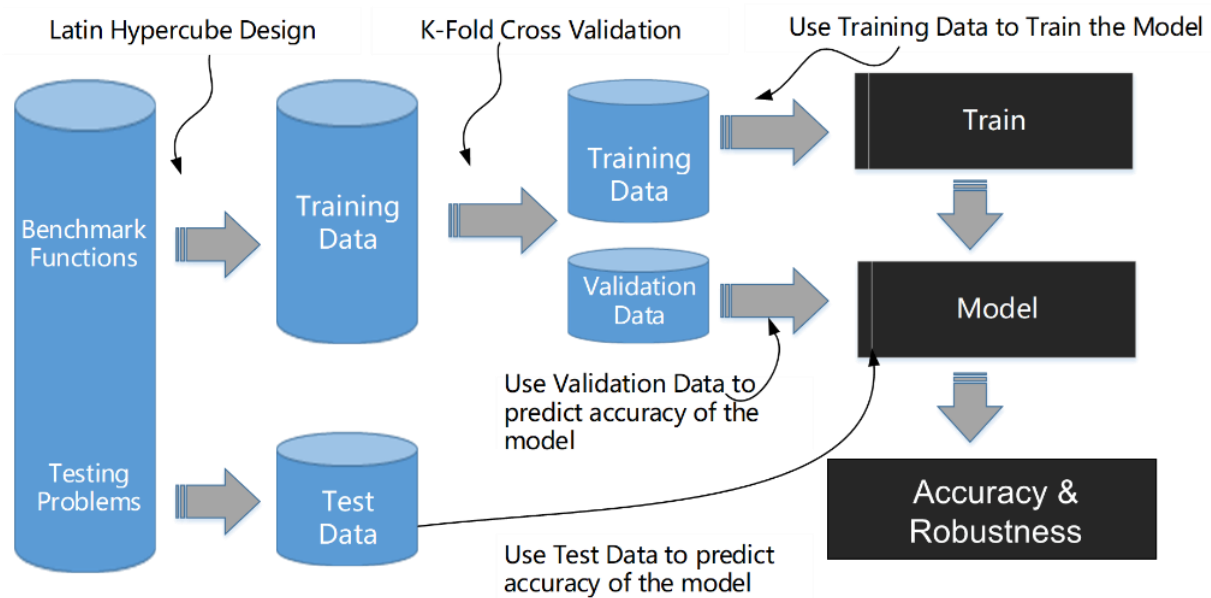 Latin Hypercube Design
K-Fold Cross Validation
Use Training Data to Train the Model
Benchmark
Functions
Training
Data
Training
Data
Validation
Data
Train
Model
Use Validation Data to
predict accuracy of the
model
Testing
Problems
Test
Data
Use Test Data to predict
accuracy of the model
Accuracy &
Robustness